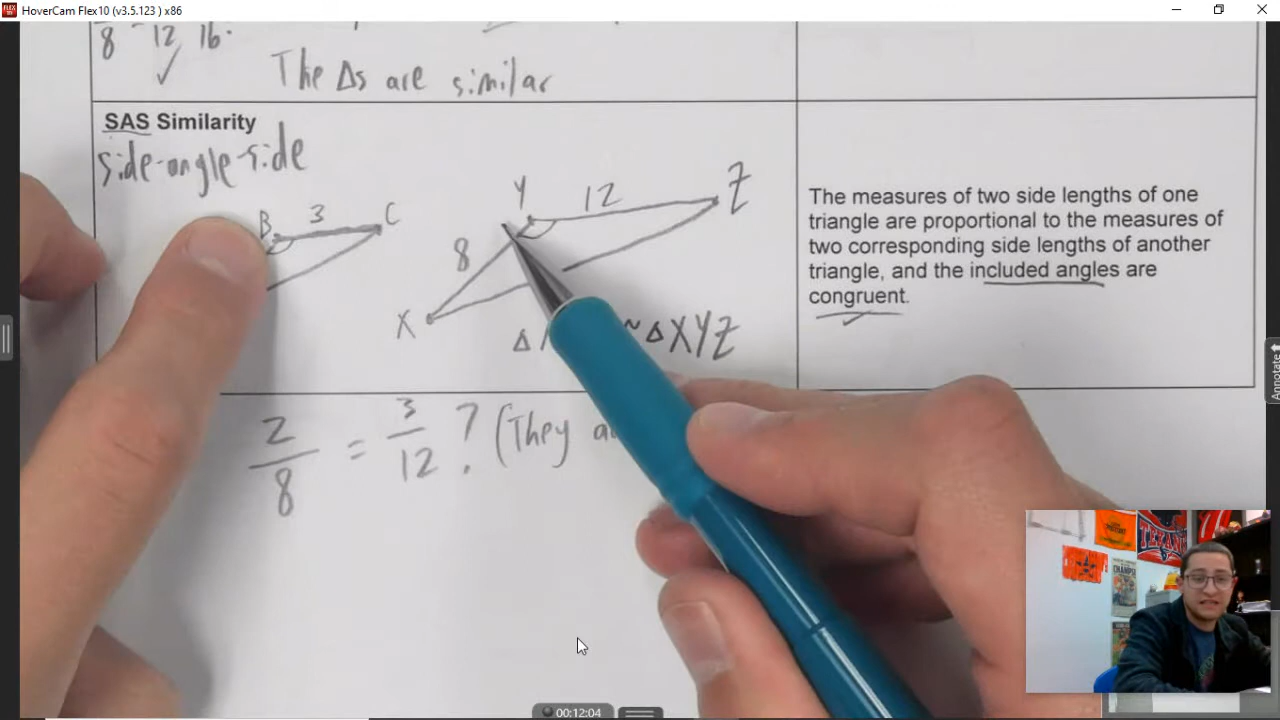 HoverCam Flex10 (v3.5.123 ) x86
8 12 16.
The Δs are similar
SAS Similarity
side-angle-side
B 3 C
Y 12 Z
8
X
Δ ~ ΔXYZ
The measures of two side lengths of one
triangle are proportional to the measures of
two corresponding side lengths of another
triangle, and the included angles are
congruent.
2/8 = 3/12 ? (They
Annotate
TEXANS
00:12:04